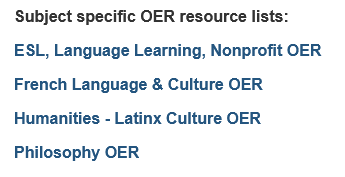 Subject specific OER resource lists:
ESL, Language Learning, Nonprofit OER
French Language & Culture OER
Humanities - Latinx Culture OER
Philosophy OER